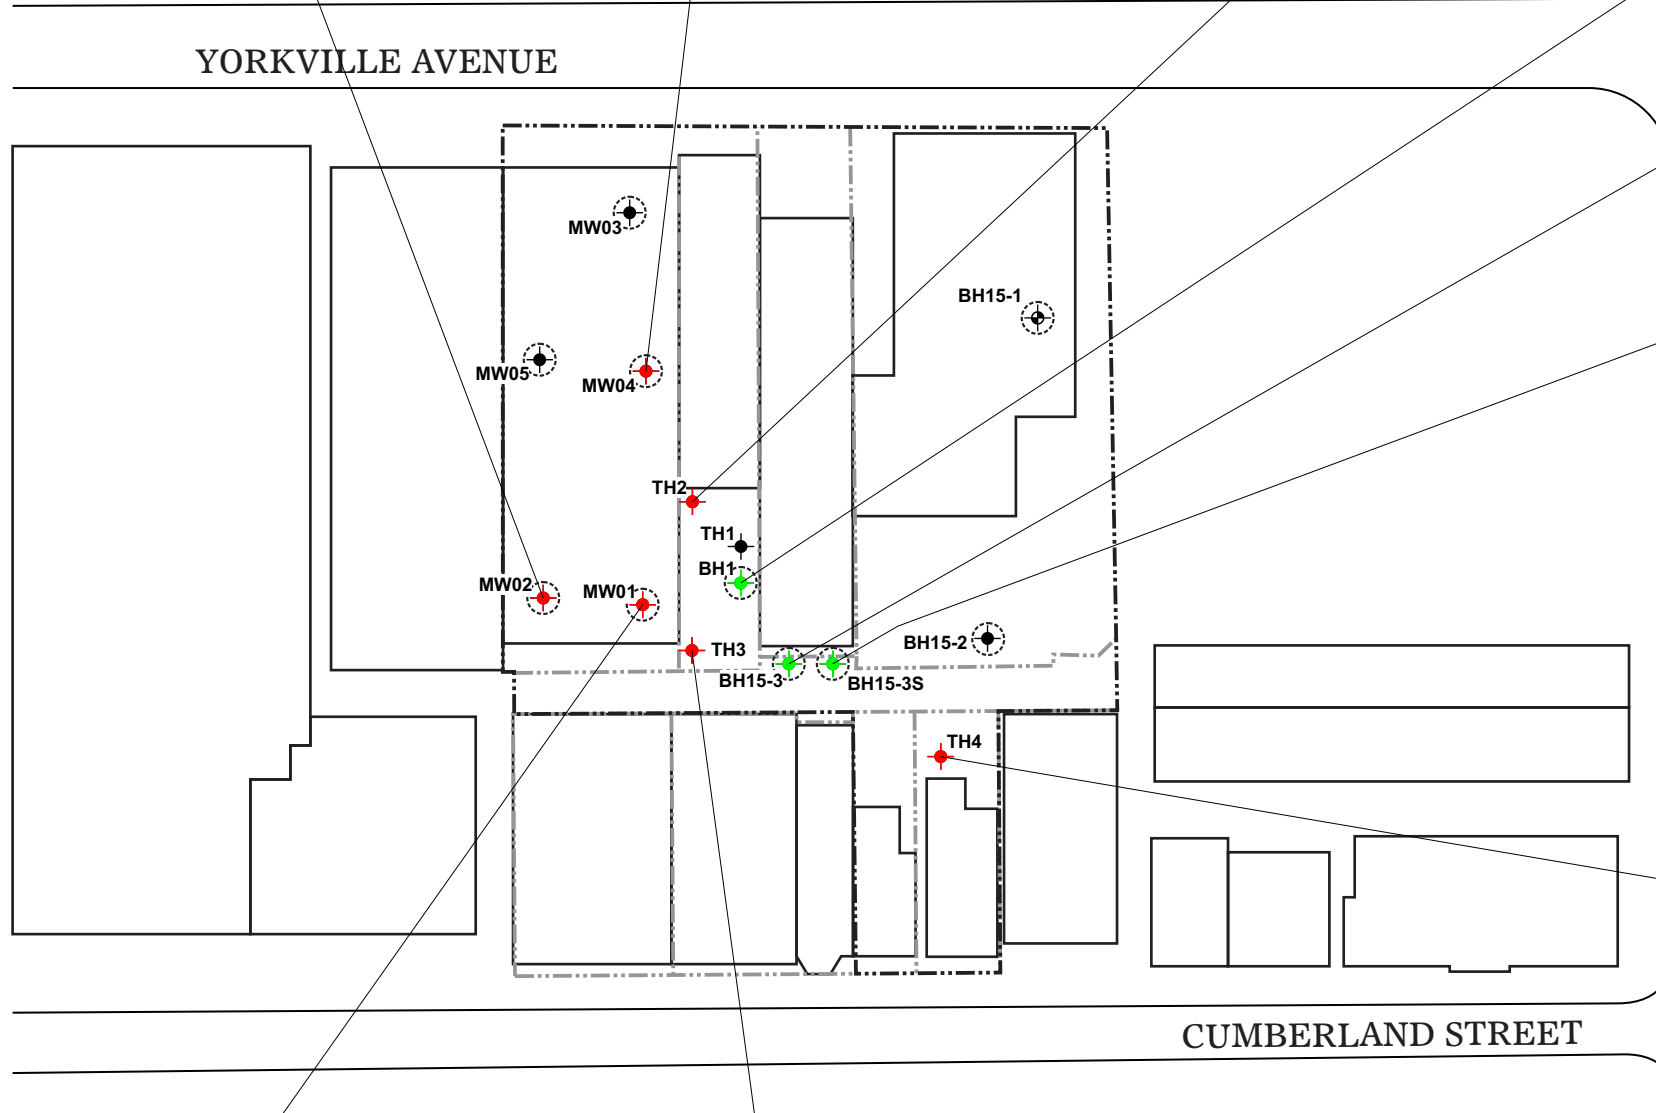 YORKVILLE AVENUE
MW03
BH15-1
MW05
MW04
TH2
TH1
BH1
MW02
MW01
TH3
BH15-2
BH15-3
BH15-3S
TH4
CUMBERLAND STREET